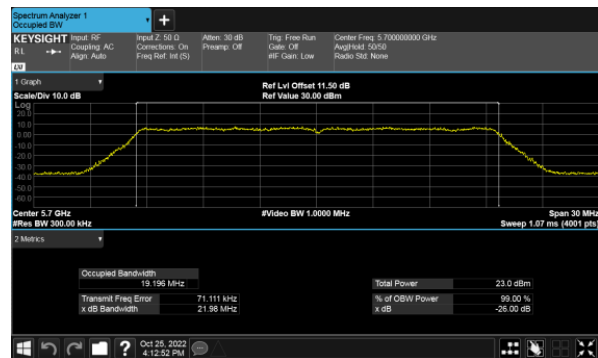 Spectrum Analyzer 1
Occupied BW
KEYSIGHT Input: RF Input Z: 50 Ω Atten: 30 dB Trig: Free Run Center Freq: 5.700000000 GHz
RL Coupling: AC Corrections: On Preamp: Off Gate: Off Avg|Hold: 50/50
Align: Auto Freq Ref: Int (S) #IF Gain: Low Radio Std: None
LXI
1 Graph
Ref Lvl Offset 11.50 dB
Scale/Div 10.0 dB Ref Value 30.00 dBm
Log
20.0
10.0
0.00
-10.0
-20.0
-30.0
-40.0
-50.0
-60.0
Center 5.7 GHz #Video BW 1.0000 MHz Span 30 MHz
#Res BW 300.00 kHz Sweep 1.07 ms (4001 pts)
2 Metrics
Occupied Bandwidth
19.196 MHz Total Power 23.0 dBm
Transmit Freq Error 71.111 kHz % of OBW Power 99.00 %
x dB Bandwidth 21.98 MHz x dB -26.00 dB
? Oct 25, 2022
4:12:52 PM